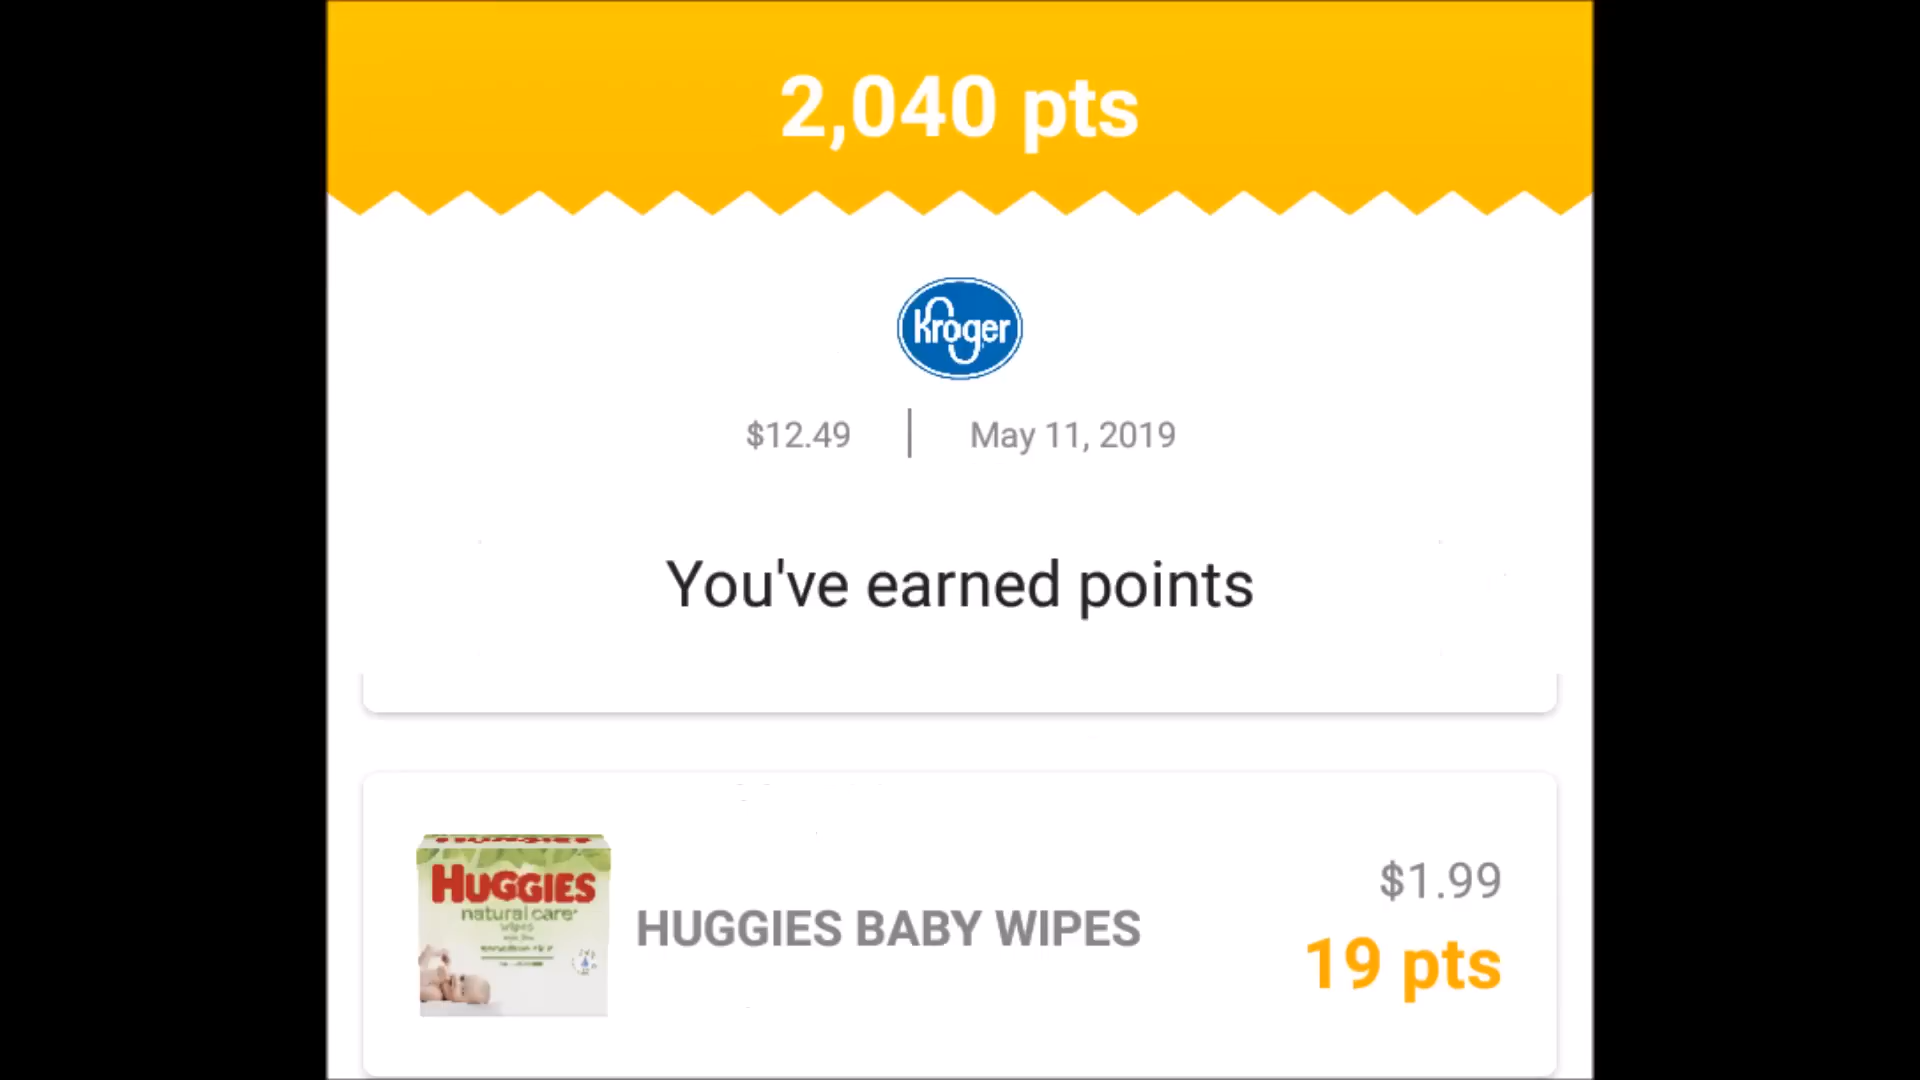 2,040 pts
Kroger
$12.49 | May 11, 2019
You've earned points
HUGGIES
natural care
wipes
HUGGIES BABY WIPES
$1.99
19 pts